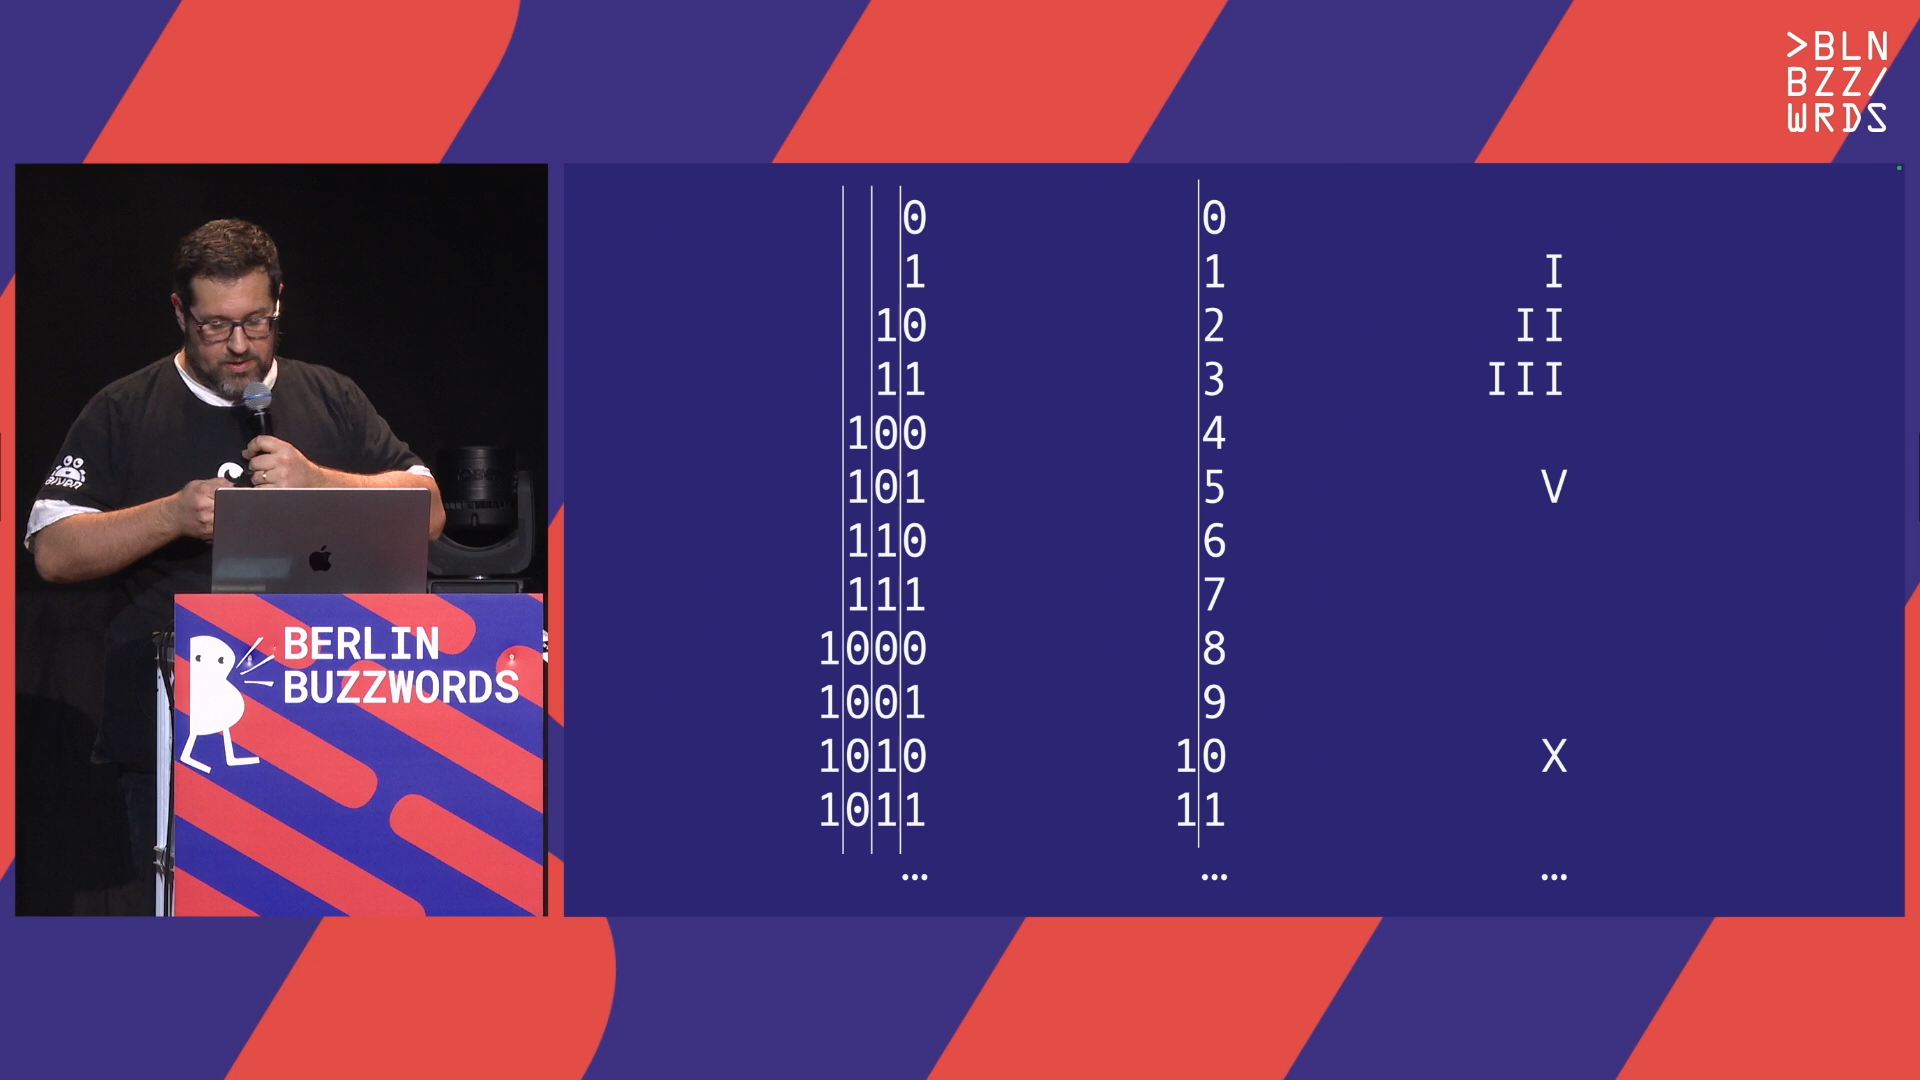 >BLN
BZZ/
WRDS
0 0
1 1 I
10 2 II
11 3 III
100 4
101 5 V
110 6
111 7
1000 8
1001 9
1010 10 X
1011 11
... ... ...
BERLIN
BUZZWORDS